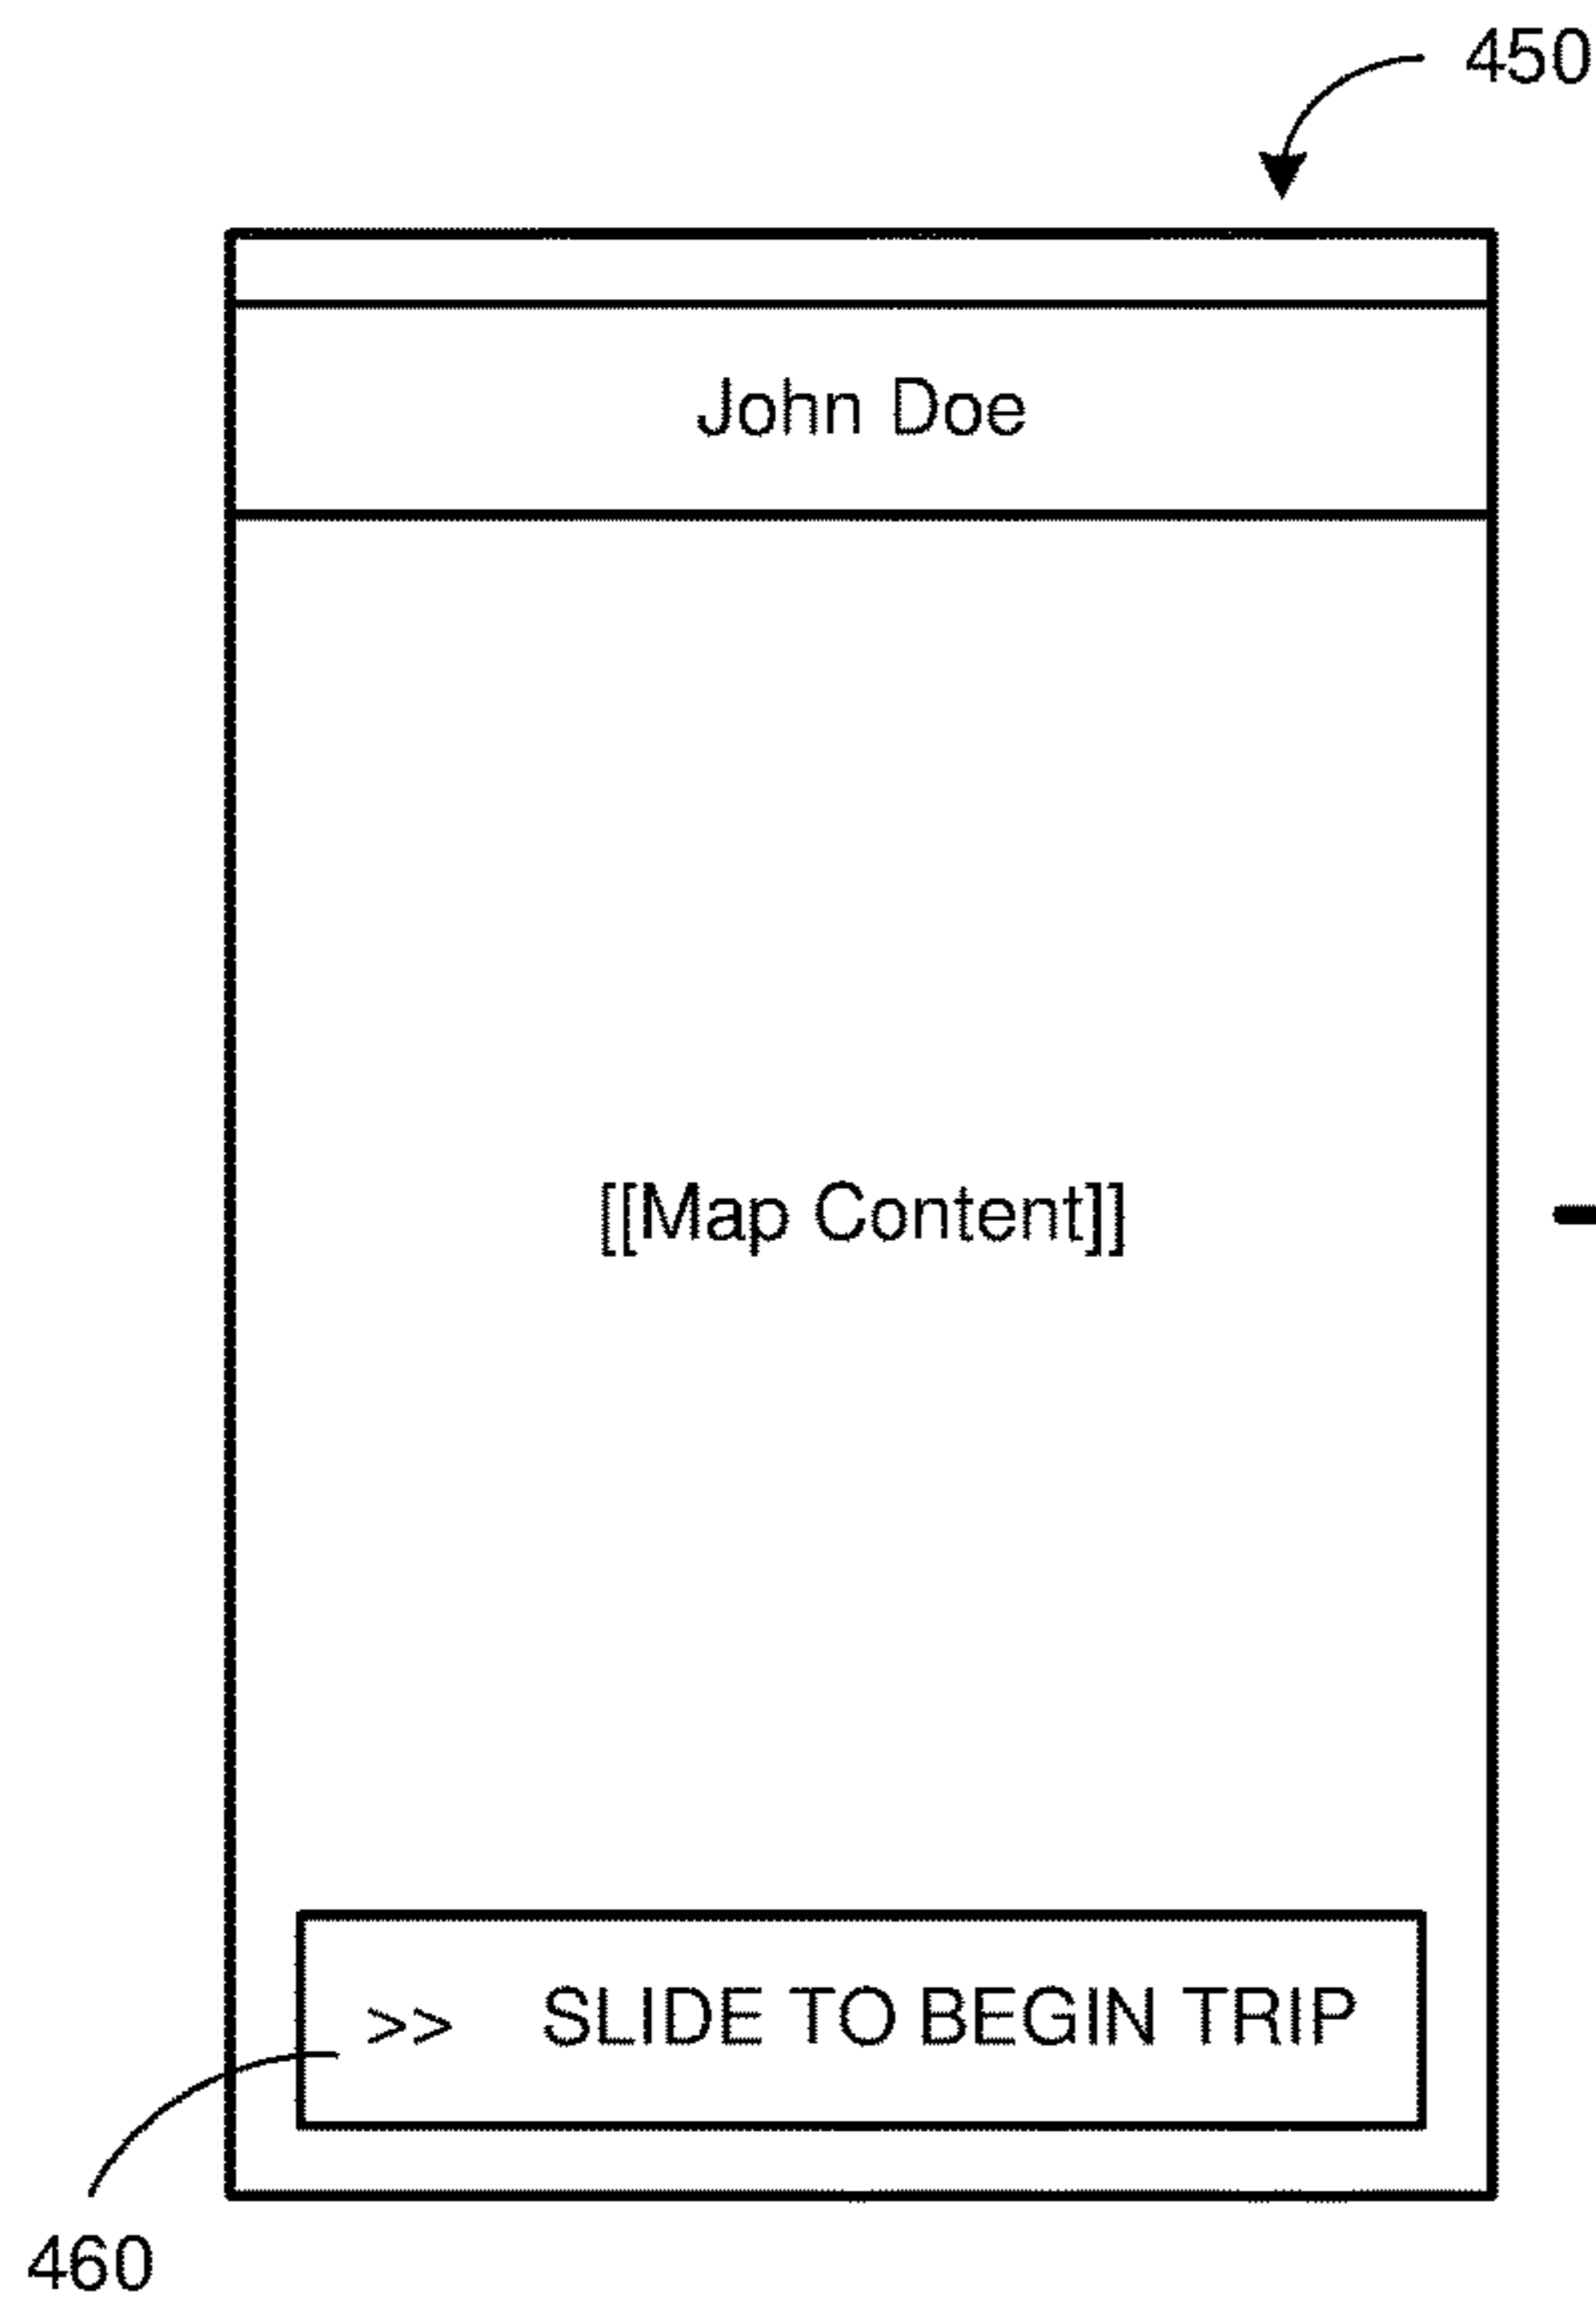 450
John Doe
[[Map Content]]
>> SLIDE TO BEGIN TRIP
460